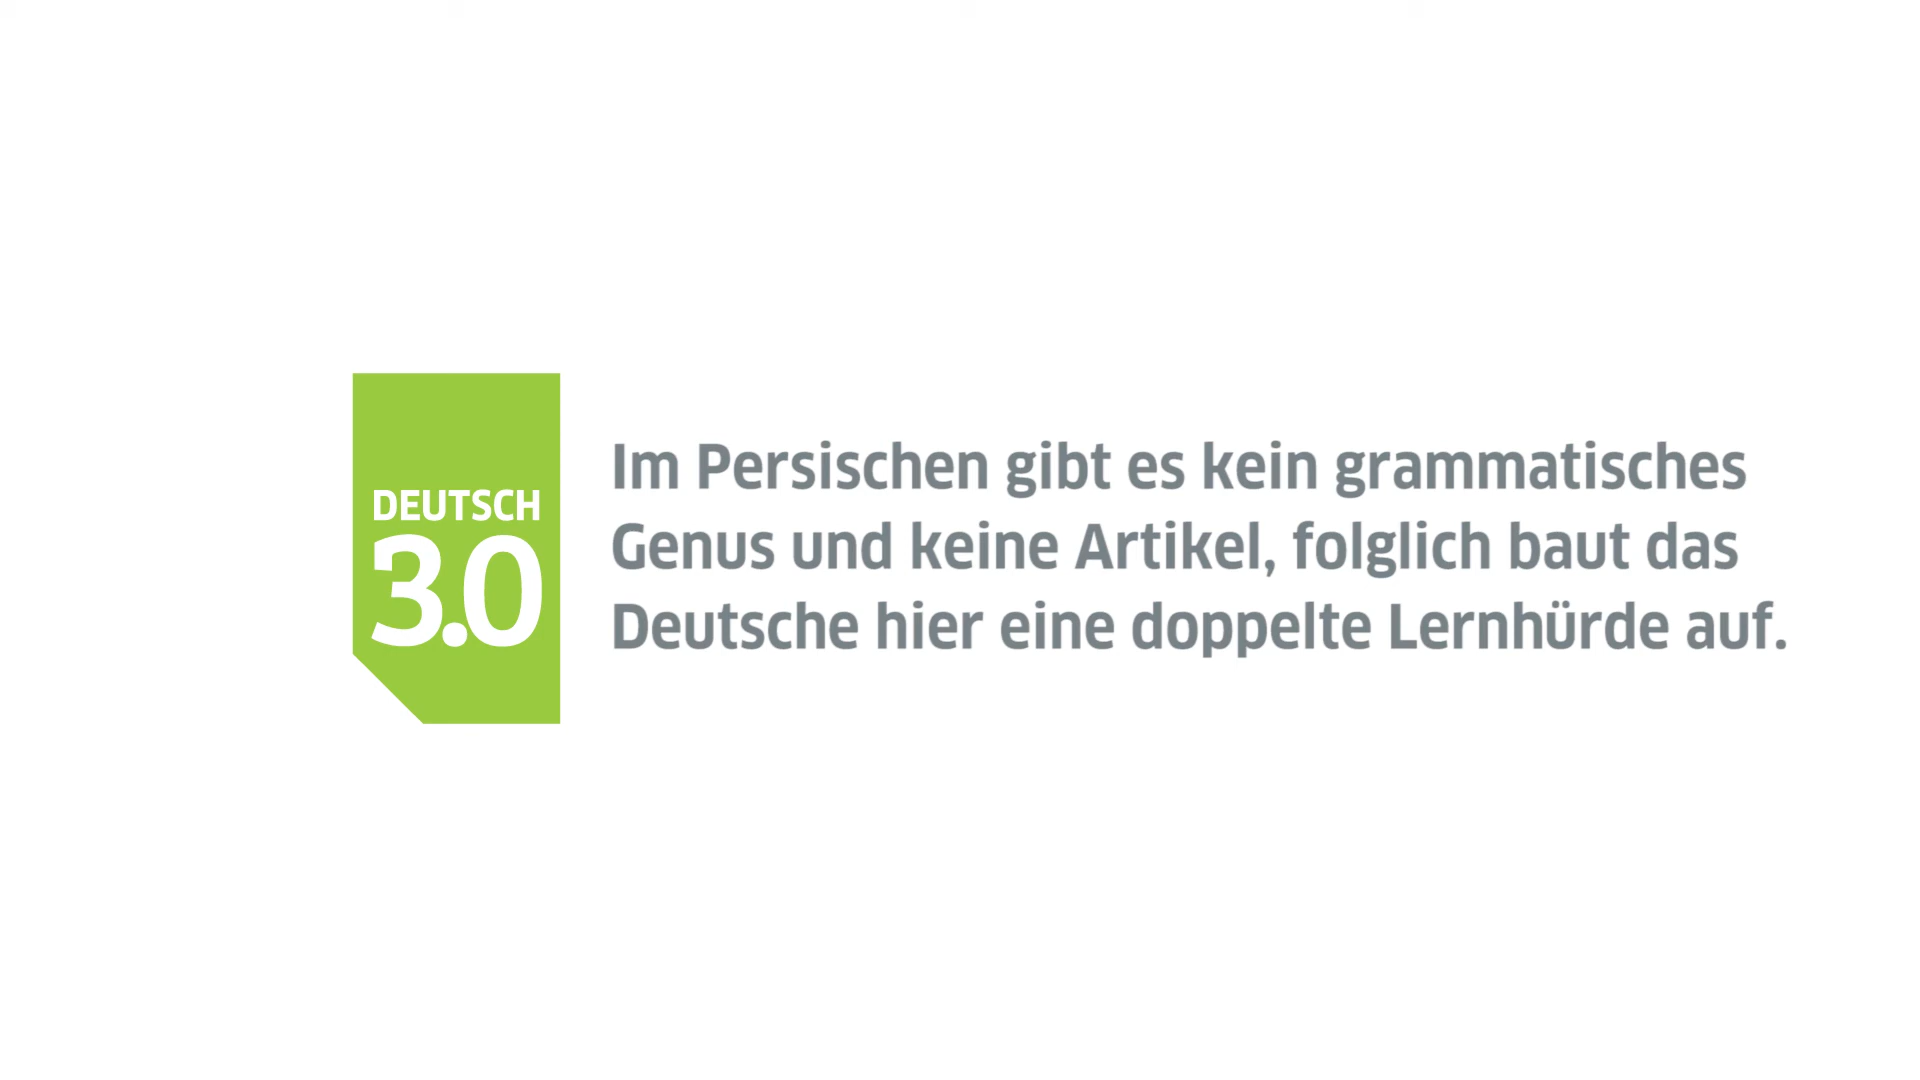 DEUTSCH
3.0
Im Persischen gibt es kein grammatisches
Genus und keine Artikel, folglich baut das
Deutsche hier eine doppelte Lernhürde auf.